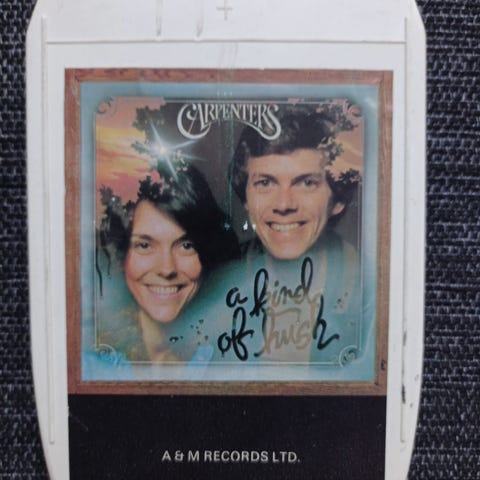 CARPENTERS
a kind
of hush
A & M RECORDS LTD.